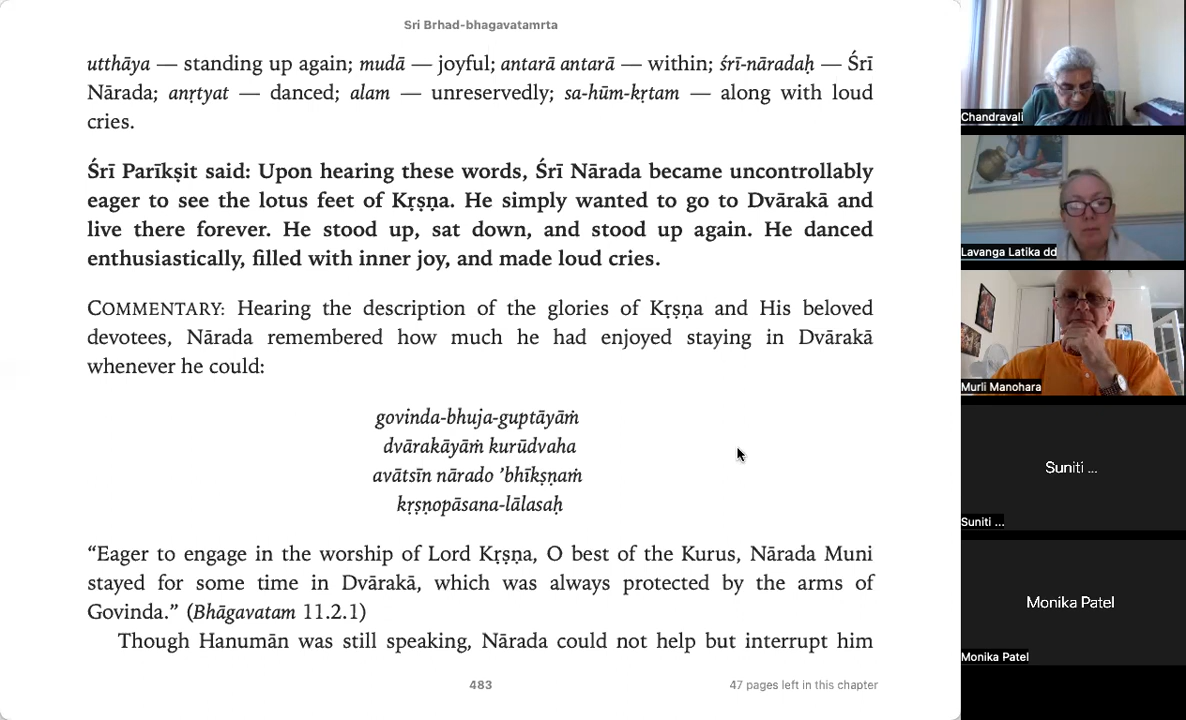 Sri Brhad-bhagavatamrta
utthāya — standing up again; mudā — joyful; antarā antarā — within; śrī-nāradaḥ — Śrī
Nārada; anṛtyat — danced; alam — unreservedly; sa-hūm-kṛtam — along with loud
cries.
Śrī Parīkṣit said: Upon hearing these words, Śrī Nārada became uncontrollably
eager to see the lotus feet of Kṛṣṇa. He simply wanted to go to Dvārakā and
live there forever. He stood up, sat down, and stood up again. He danced
enthusiastically, filled with inner joy, and made loud cries.
COMMENTARY: Hearing the description of the glories of Kṛṣṇa and His beloved
devotees, Nārada remembered how much he had enjoyed staying in Dvārakā
whenever he could:
govinda-bhuja-guptāyāṁ
dvārakāyāṁ kurūdvaha
avātsīn nārado ’bhīkṣṇaṁ
kṛṣṇopāsana-lālasaḥ
“Eager to engage in the worship of Lord Kṛṣṇa, O best of the Kurus, Nārada Muni
stayed for some time in Dvārakā, which was always protected by the arms of
Govinda.” (Bhāgavatam 11.2.1)
Though Hanumān was still speaking, Nārada could not help but interrupt him
483
47 pages left in this chapter
Chandravali
Lavanga Latika dd
Murli Manohara
Suniti ...
Suniti ...
Monika Patel
Monika Patel